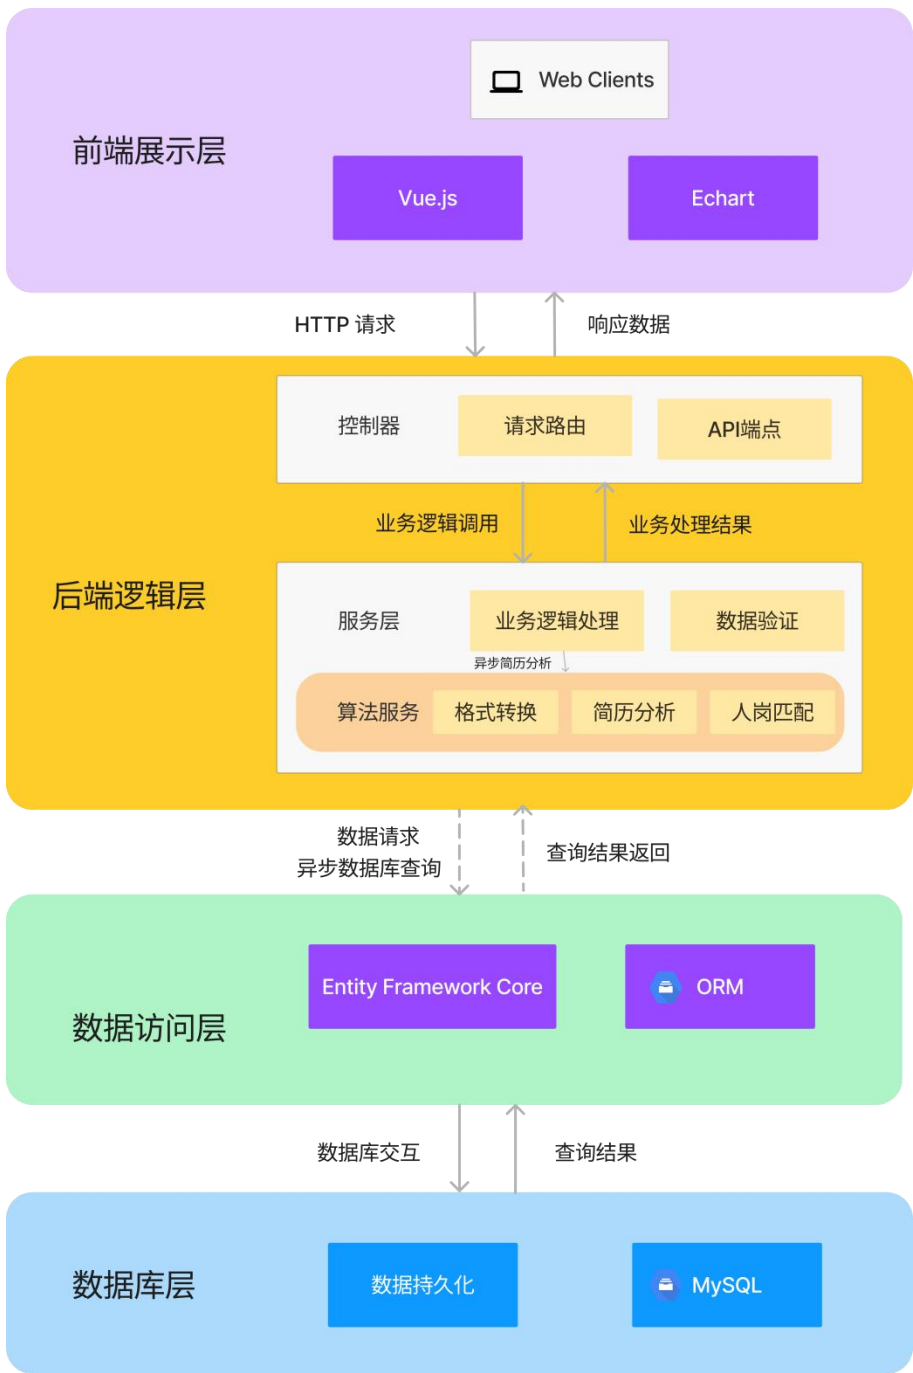 Web Clients
前端展示层
Vue.js
Echart
HTTP 请求
响应数据
控制器
请求路由
API端点
业务逻辑调用
业务处理结果
后端逻辑层
服务层
业务逻辑处理
数据验证
异步简历分析
算法服务
格式转换
简历分析
人岗匹配
数据请求
异步数据库查询
查询结果返回
Entity Framework Core
ORM
数据访问层
数据库交互
查询结果
数据库层
数据持久化
MySQL